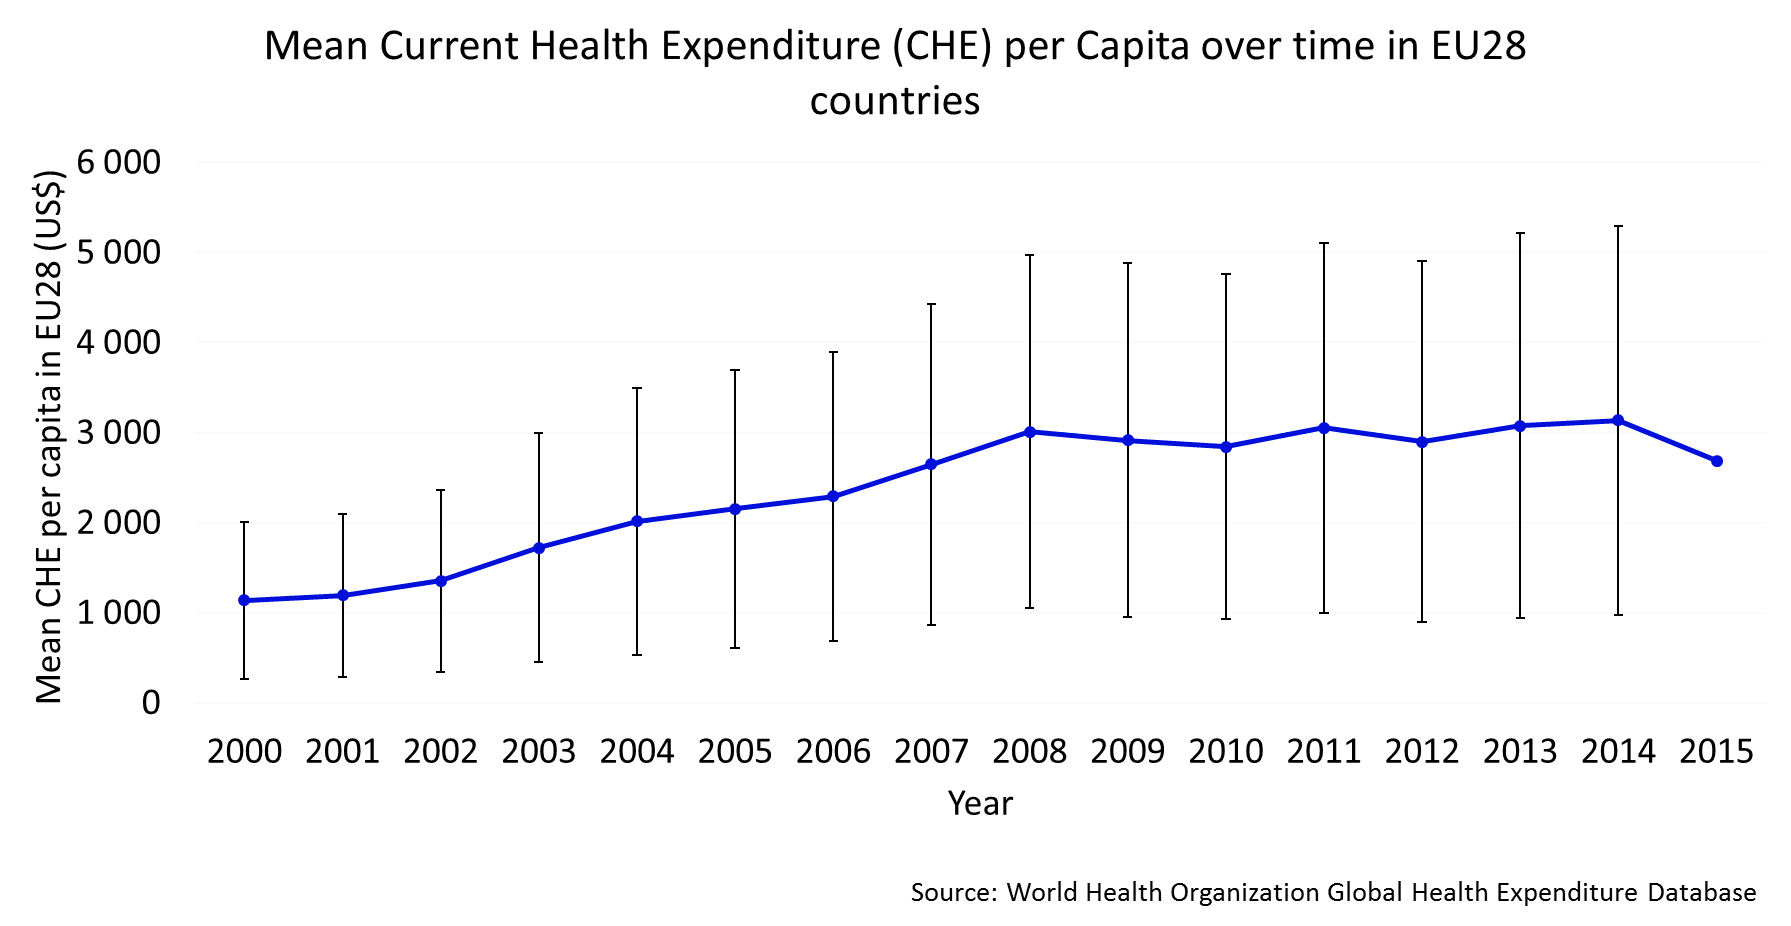 Mean Current Health Expenditure (CHE) per Capita over time in EU28
countries
Mean CHE per capita in EU28 (US$)
6 000
5 000
4 000
3 000
2 000
1 000
0
2000 2001 2002 2003 2004 2005 2006 2007 2008 2009 2010 2011 2012 2013 2014 2015
Year
Source: World Health Organization Global Health Expenditure Database